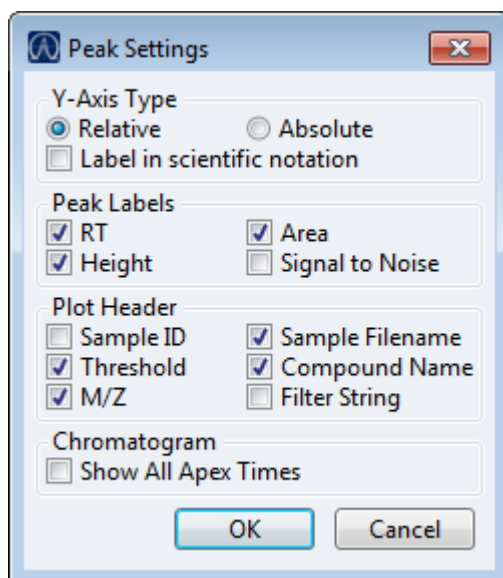 Peak Settings
Y-Axis Type
Relative Absolute
Label in scientific notation
Peak Labels
RT Area
Height Signal to Noise
Plot Header
Sample ID Sample Filename
Threshold Compound Name
M/Z Filter String
Chromatogram
Show All Apex Times
OK Cancel